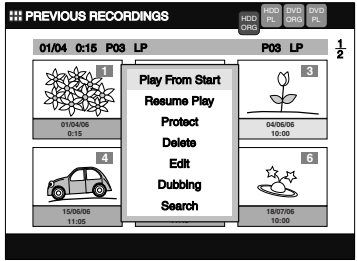 PREVIOUS RECORDINGS
HDD ORG
HDD PL
DVD ORG
DVD PL
01/04 0:15 P03 LP
P03 LP
1
2
1
3
01/04/06
0:15
04/06/06
10:00
Play From Start
Resume Play
Protect
Delete
Edit
Dubbing
Search
4
6
15/06/06
11:05
18/07/06
10:00